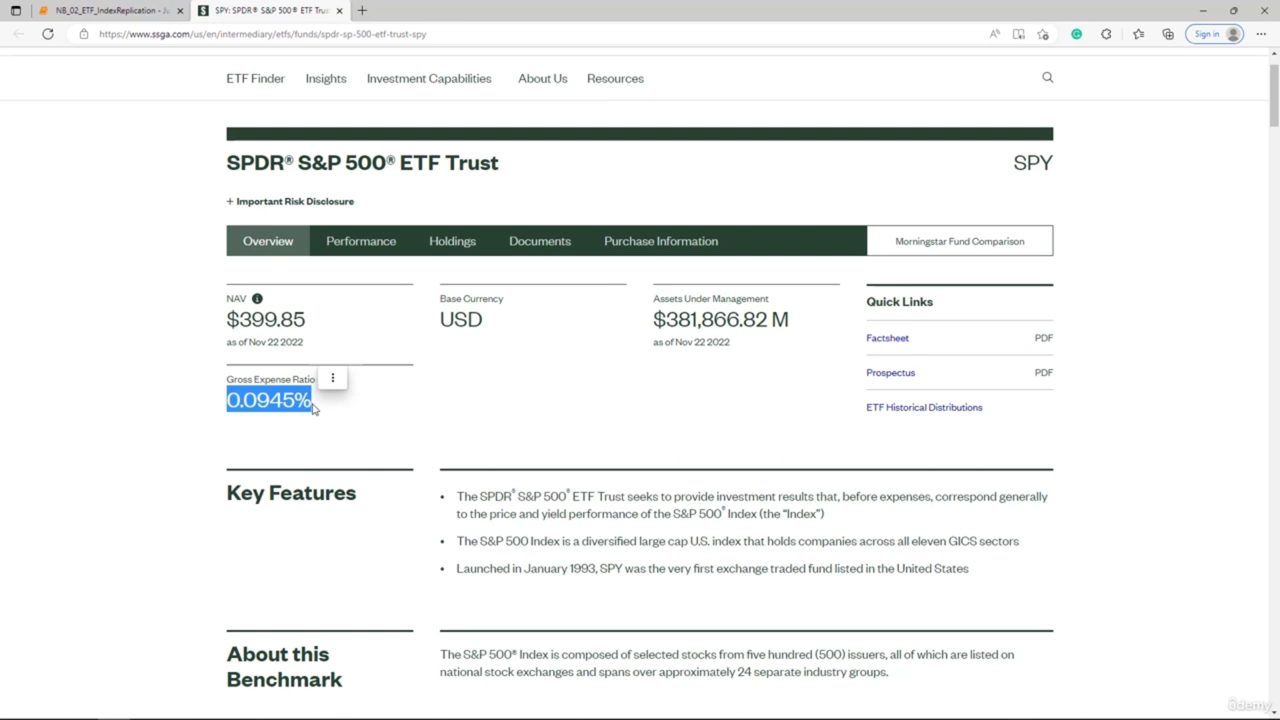 NB_02_ETF_IndexReplication - Ju
SPY: SPDR® S&P 500® ETF Trus
https://www.ssga.com/us/en/intermediary/etfs/funds/spdr-sp-500-etf-trust-spy
Sign in
ETF Finder Insights Investment Capabilities About Us Resources
SPDR® S&P 500® ETF Trust
SPY
+ Important Risk Disclosure
Overview Performance Holdings Documents Purchase Information
Morningstar Fund Comparison
NAV
$399.85
as of Nov 22 2022
Base Currency
USD
Assets Under Management
$381,866.82 M
as of Nov 22 2022
Gross Expense Ratio
0.0945%
Quick Links
Factsheet PDF
Prospectus PDF
ETF Historical Distributions
Key Features
• The SPDR® S&P 500® ETF Trust seeks to provide investment results that, before expenses, correspond generally
to the price and yield performance of the S&P 500® Index (the “Index”)
• The S&P 500 Index is a diversified large cap U.S. index that holds companies across all eleven GICS sectors
• Launched in January 1993, SPY was the very first exchange traded fund listed in the United States
About this
Benchmark
The S&P 500® Index is composed of selected stocks from five hundred (500) issuers, all of which are listed on
national stock exchanges and spans over approximately 24 separate industry groups.
ûdemy